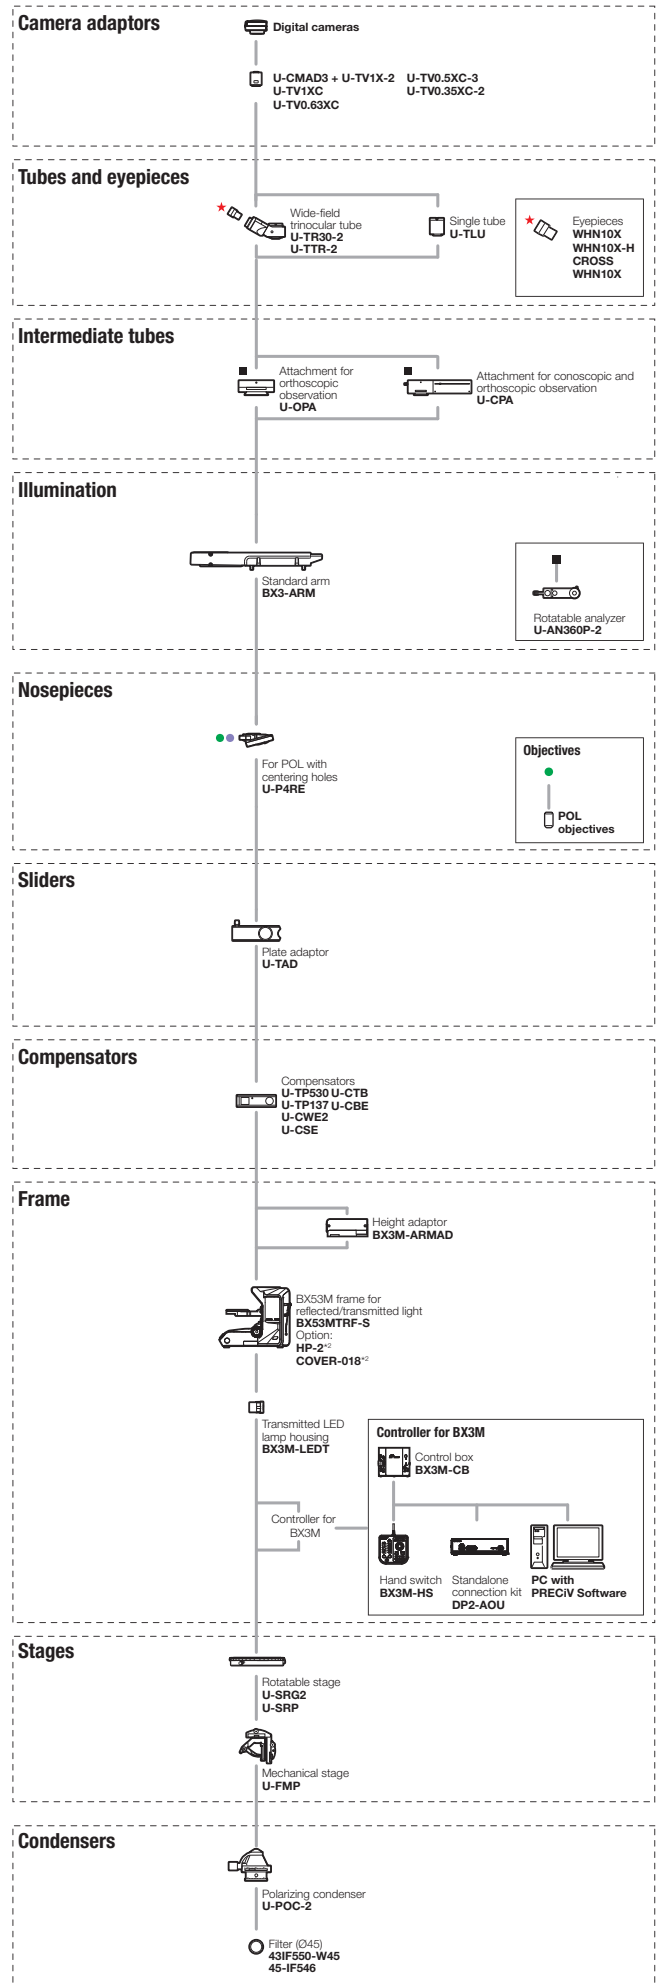 Camera adaptors
Digital cameras
U-CMAD3 + U-TV1X-2 U-TV0.5XC-3
U-TV1XC U-TV0.35XC-2
U-TV0.63XC
Tubes and eyepieces
Wide-field
trinocular tube
U-TR30-2
U-TTR-2
Single tube
U-TLU
Eyepieces
WHN10X
WHN10X-H
CROSS
WHN10X
Intermediate tubes
Attachment for
orthoscopic
observation
U-OPA
Attachment for conoscopic and
orthoscopic observation
U-CPA
Illumination
Standard arm
BX3-ARM
Rotatable analyzer
U-AN360P-2
Nosepieces
For POL with
centering holes
U-P4RE
Objectives
POL
objectives
Sliders
Plate adaptor
U-TAD
Compensators
Compensators
U-TP530 U-CTB
U-TP137 U-CBE
U-CWE2
U-CSE
Frame
Height adaptor
BX3M-ARMAD
BX53M frame for
reflected/transmitted light
BX53MTRF-S
Option:
HP-2*2
COVER-018*2
Transmitted LED
lamp housing
BX3M-LEDT
Controller for
BX3M
Controller for BX3M
Control box
BX3M-CB
Hand switch
BX3M-HS
Standalone
connection kit
DP2-AOU
PC with
PRECiV Software
Stages
Rotatable stage
U-SRG2
U-SRP
Mechanical stage
U-FMP
Condensers
Polarizing condenser
U-POC-2
Filter (Ø45)
43IF550-W45
45-IF546